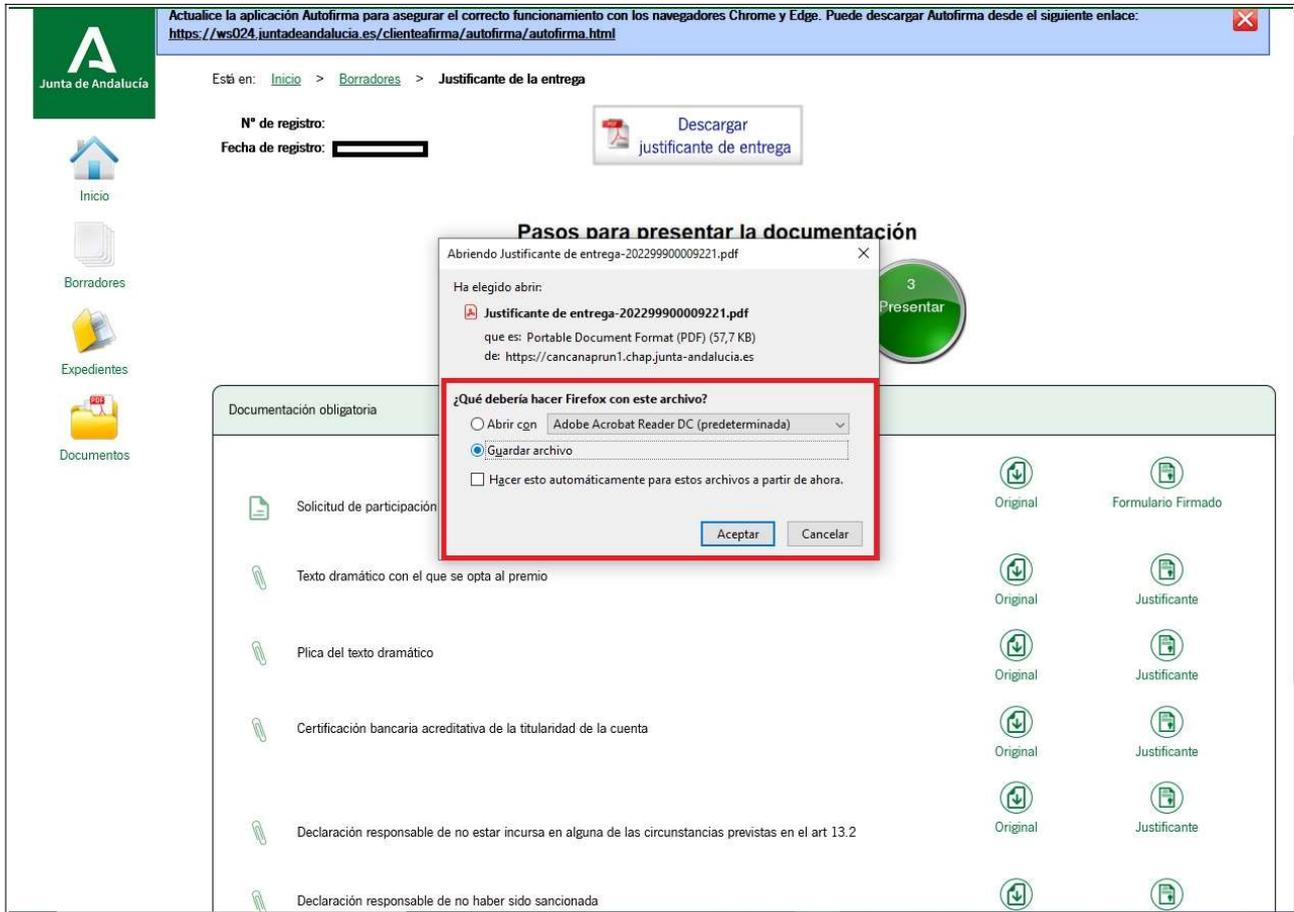 Actualice la aplicación Autofirma para asegurar el correcto funcionamiento con los navegadores Chrome y Edge. Puede descargar Autofirma desde el siguiente enlace:
https://ws024.juntadeandalucia.es/clienteafirma/autofirma/autofirma.html
Junta de Andalucía
Está en: Inicio > Borradores > Justificante de la entrega
Nº de registro:
Fecha de registro:
Descargar
justificante de entrega
Inicio
Borradores
Expedientes
Documentos
Pasos para presentar la documentación
3
Presentar
Abriendo Justificante de entrega-202299900009221.pdf
Ha elegido abrir:
Justificante de entrega-202299900009221.pdf
que es: Portable Document Format (PDF) (57,7 KB)
de: https://cancanaprun1.chap.junta-andalucia.es
¿Qué debería hacer Firefox con este archivo?
Abrir con Adobe Acrobat Reader DC (predeterminada)
Guardar archivo
Hacer esto automáticamente para estos archivos a partir de ahora.
Aceptar Cancelar
Documentación obligatoria
Solicitud de participación
Original Formulario Firmado
Texto dramático con el que se opta al premio
Original Justificante
Plica del texto dramático
Original Justificante
Certificación bancaria acreditativa de la titularidad de la cuenta
Original Justificante
Declaración responsable de no estar incursa en alguna de las circunstancias previstas en el art 13.2
Original Justificante
Declaración responsable de no haber sido sancionada